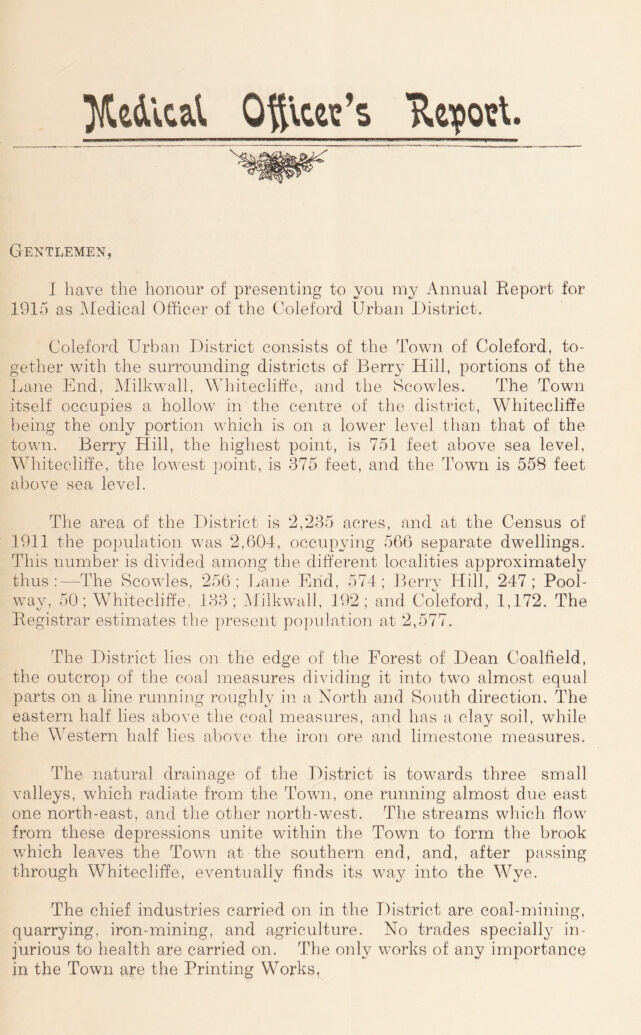 Medical Officer's Report.
GENTLEMEN,
I have the honour of presenting to you my Annual Report for
1915 as Medical Officer of the Coleford Urban District.
Coleford Urban District consists of the Town of Coleford, to-
gether with the surrounding districts of Berry Hill, portions of the
Lane End, Milkwall, Whitecliffe, and the Scowles. The Town
itself occupies a hollow in the centre of the district, Whitecliffe
being the only portion which is on a lower level than that of the
town. Berry Hill, the highest point, is 751 feet above sea level,
Whitecliffe, the lowest point, is 375 feet, and the Town is 558 feet
above sea level.
The area of the District is 2,235 acres, and at the Census of
1911 the population was 2,604, occupying 566 separate dwellings.
This number is divided among the different localities approximately
thus :—The Scowles, 256 ; Lane End, 574 ; Berry Hill, 247 ; Pool-
way, 50 ; Whitecliffe, 133 ; Milkwall, 192 ; and Coleford, 1,172. The
Registrar estimates the present population at 2,577.
The District lies on the edge of the Forest of Dean Coalfield,
the outcrop of the coal measures dividing it into two almost equal
parts on a line running roughly in a North and South direction. The
eastern half lies above the coal measures, and has a clay soil, while
the Western half lies above the iron ore and limestone measures.
The natural drainage of the District is towards three small
valleys, which radiate from the Town, one running almost due east
one north-east, and the other north-west. The streams which flow
from these depressions unite within the Town to form the brook
which leaves the Town at the southern end, and, after passing
through Whitecliffe, eventually finds its way into the Wye.
The chief industries carried on in the District are coal-mining,
quarrying, iron-mining, and agriculture. No trades specially in-
jurious to health are carried on. The only works of any importance
in the Town are the Printing Works,